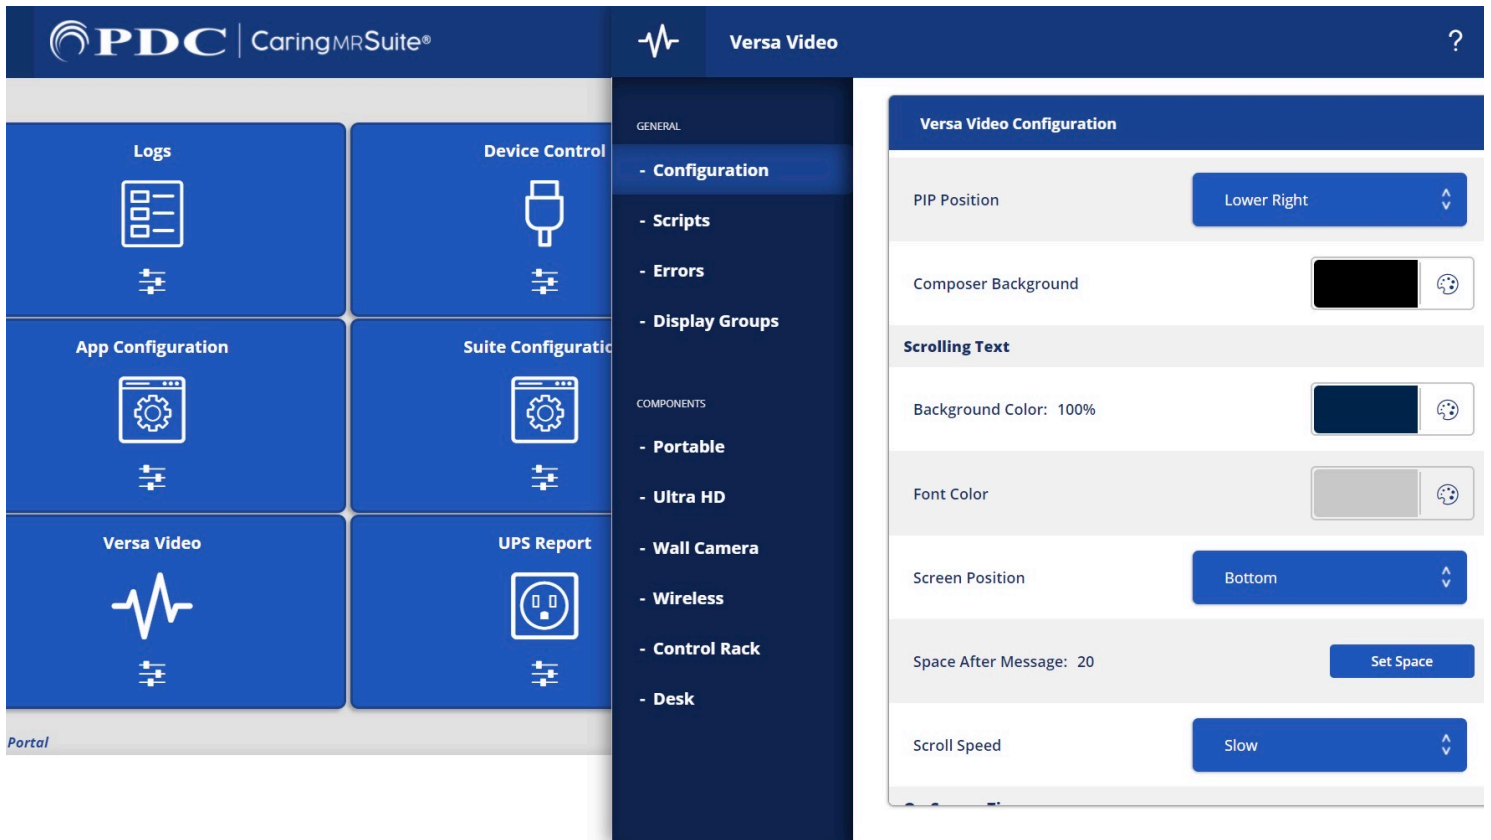 PDC | CaringMRSuite®
Logs
Device Control
App Configuration
Suite Configuratio
Versa Video
UPS Report
Portal
Versa Video
?
GENERAL
- Configuration
- Scripts
- Errors
- Display Groups
COMPONENTS
- Portable
- Ultra HD
- Wall Camera
- Wireless
- Control Rack
- Desk
Versa Video Configuration
PIP Position
Lower Right
Composer Background
Scrolling Text
Background Color: 100%
Font Color
Screen Position
Bottom
Space After Message: 20
Set Space
Scroll Speed
Slow